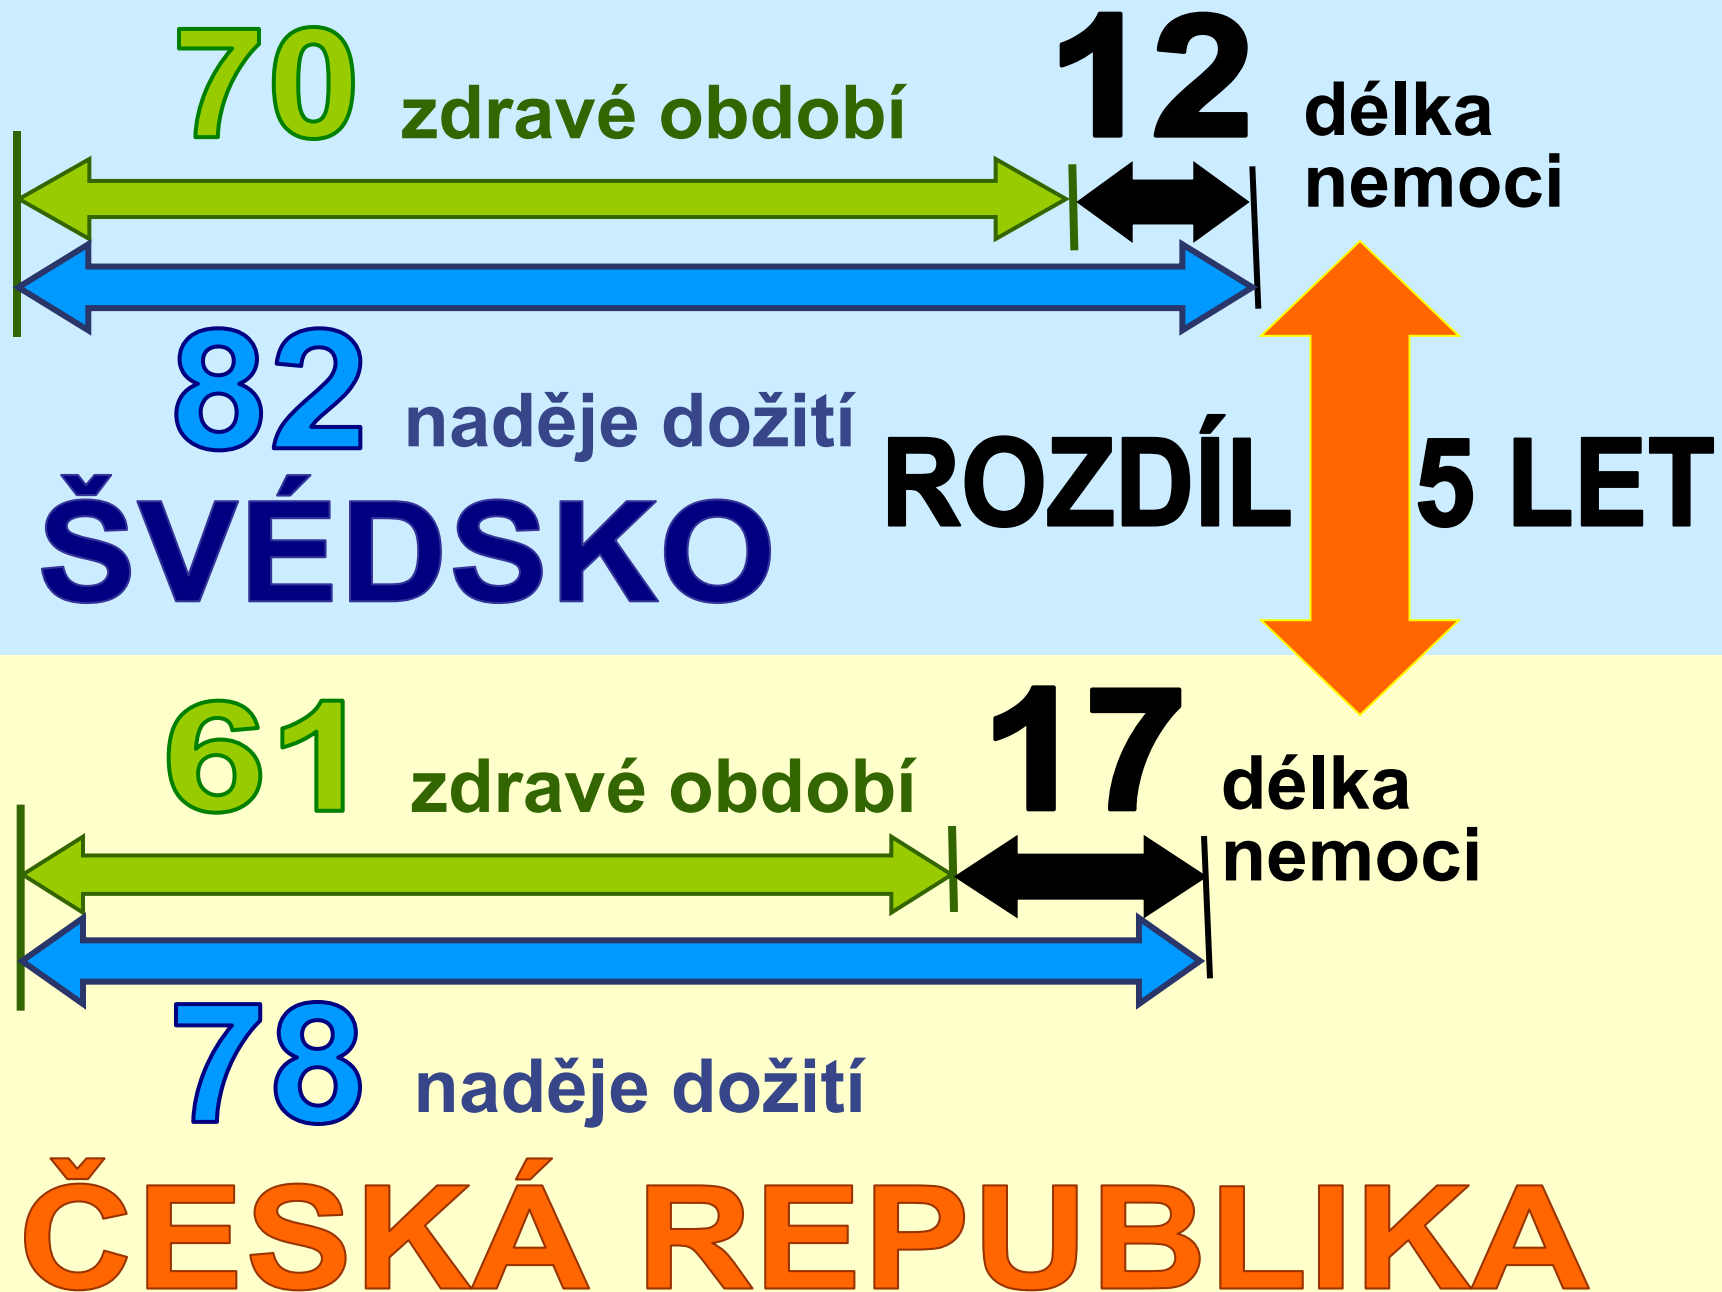 70 zdravé období
12 délka
nemoci
82 naděje dožití
ROZDÍL 5 LET
ŠVÉDSKO
61 zdravé období
17 délka
nemoci
78 naděje dožití
ČESKÁ REPUBLIKA